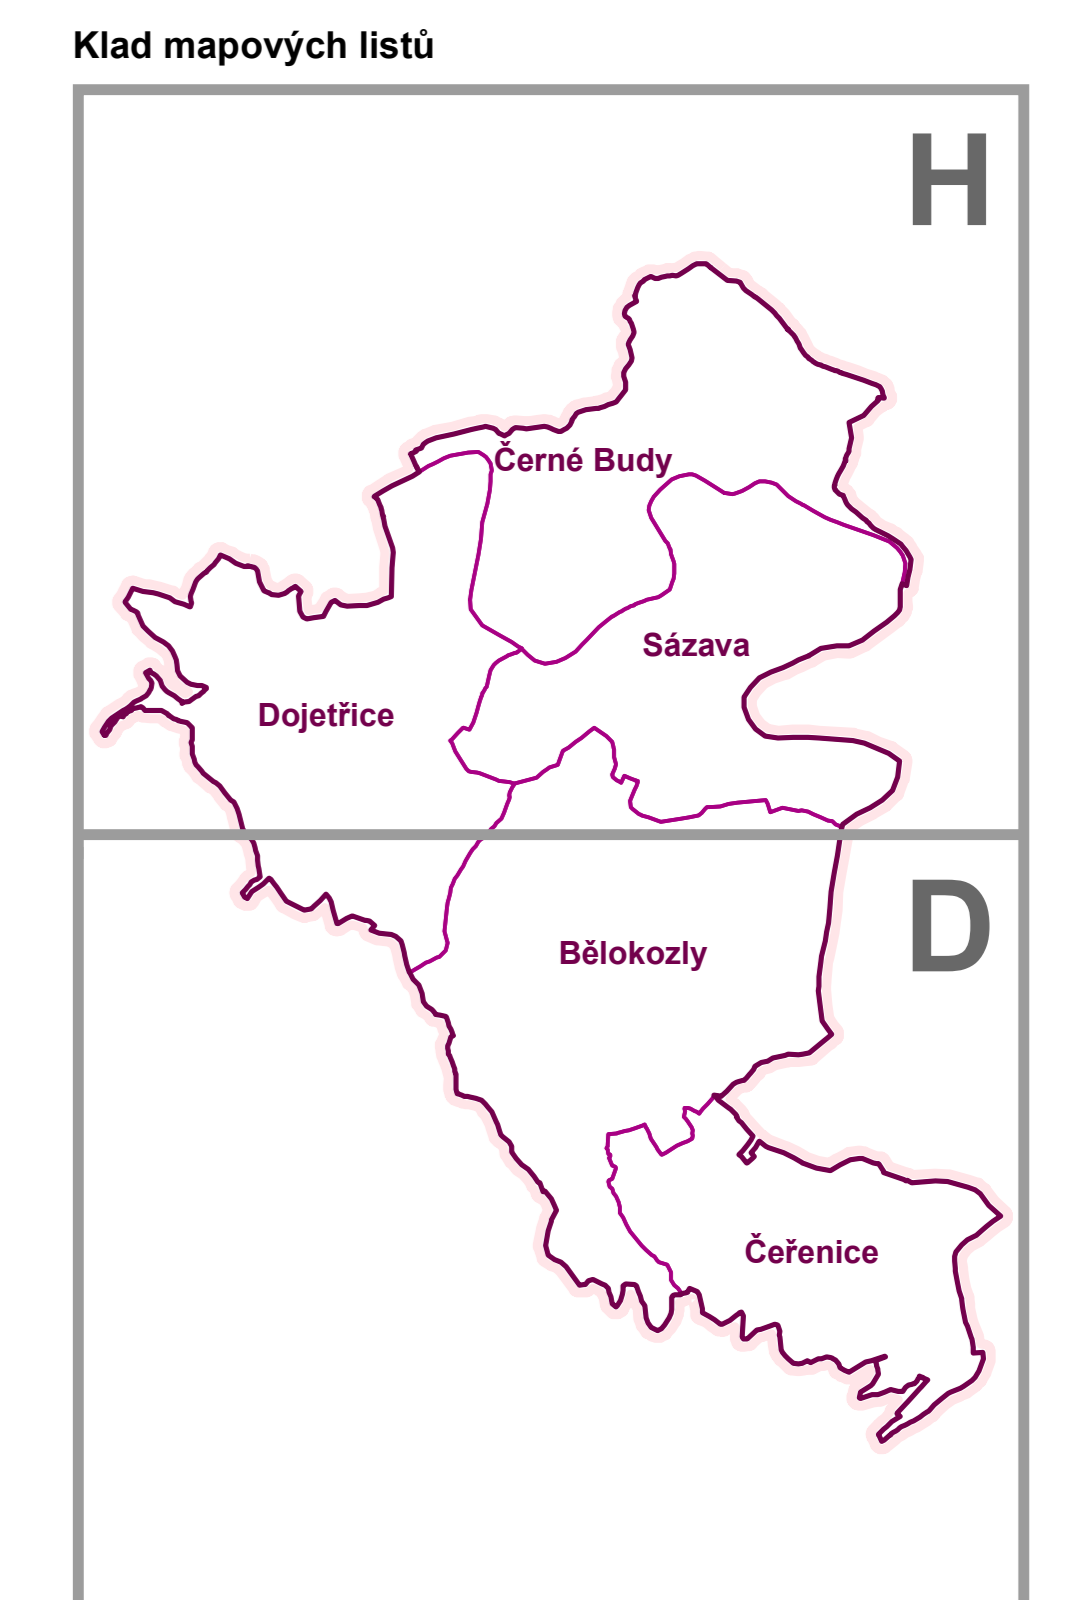 Klad mapových listů
H
Černé Budy
Sázava
Dojetřice
D
Bělokozly
Čeřenice